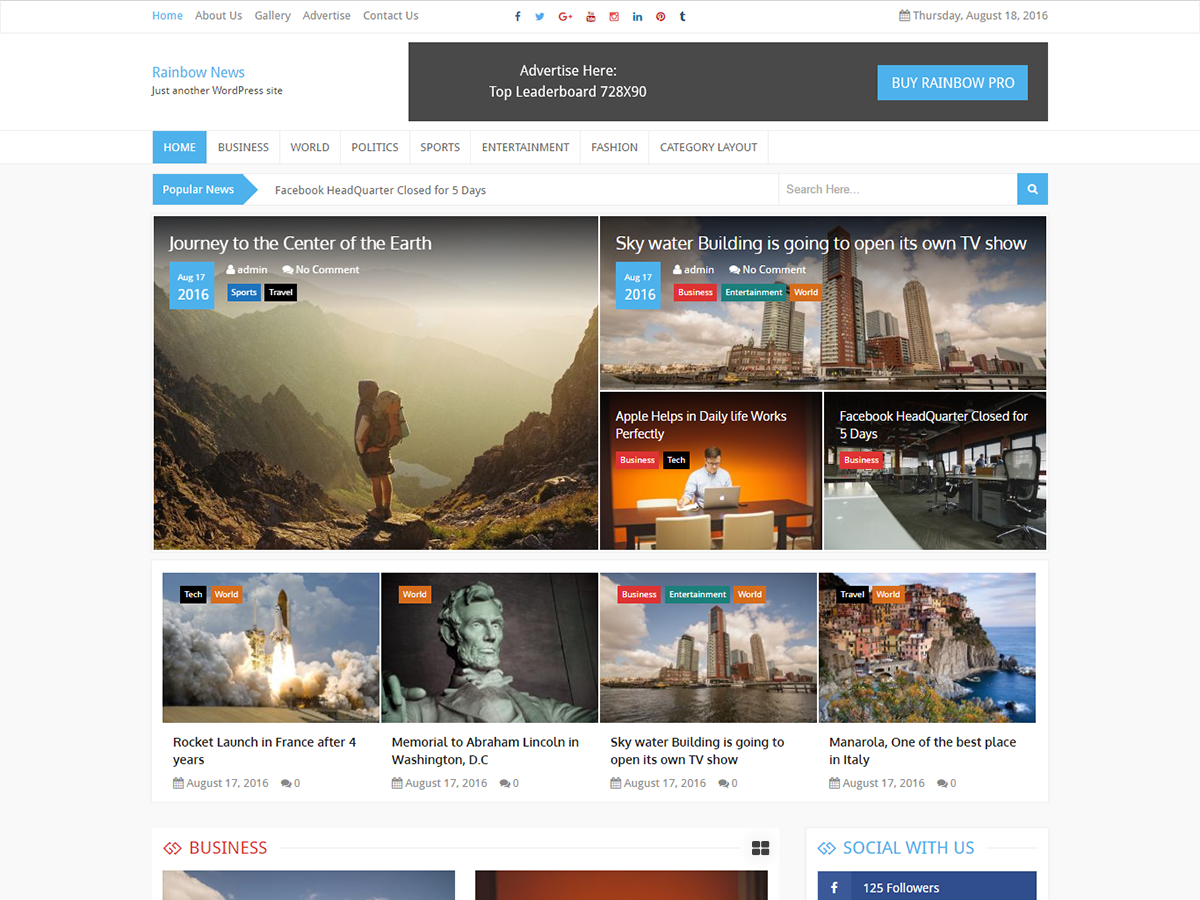 Home About Us Gallery Advertise Contact Us
Thursday, August 18, 2016
Rainbow News
Just another WordPress site
Advertise Here:
Top Leaderboard 728X90
BUY RAINBOW PRO
HOME BUSINESS WORLD POLITICS SPORTS ENTERTAINMENT FASHION CATEGORY LAYOUT
Popular News
Facebook HeadQuarter Closed for 5 Days
Search Here...
Journey to the Center of the Earth
Aug 17
2016
admin No Comment
Sports Travel
Sky water Building is going to open its own TV show
Aug 17
2016
admin No Comment
Business Entertainment World
Apple Helps in Daily life Works
Perfectly
Business Tech
Facebook HeadQuarter Closed for
5 Days
Business
Tech World
Rocket Launch in France after 4
years
August 17, 2016 0
World
Memorial to Abraham Lincoln in
Washington, D.C
August 17, 2016 0
Business Entertainment World
Sky water Building is going to
open its own TV show
August 17, 2016 0
Travel World
Manarola, One of the best place
in Italy
August 17, 2016 0
BUSINESS
SOCIAL WITH US
125 Followers